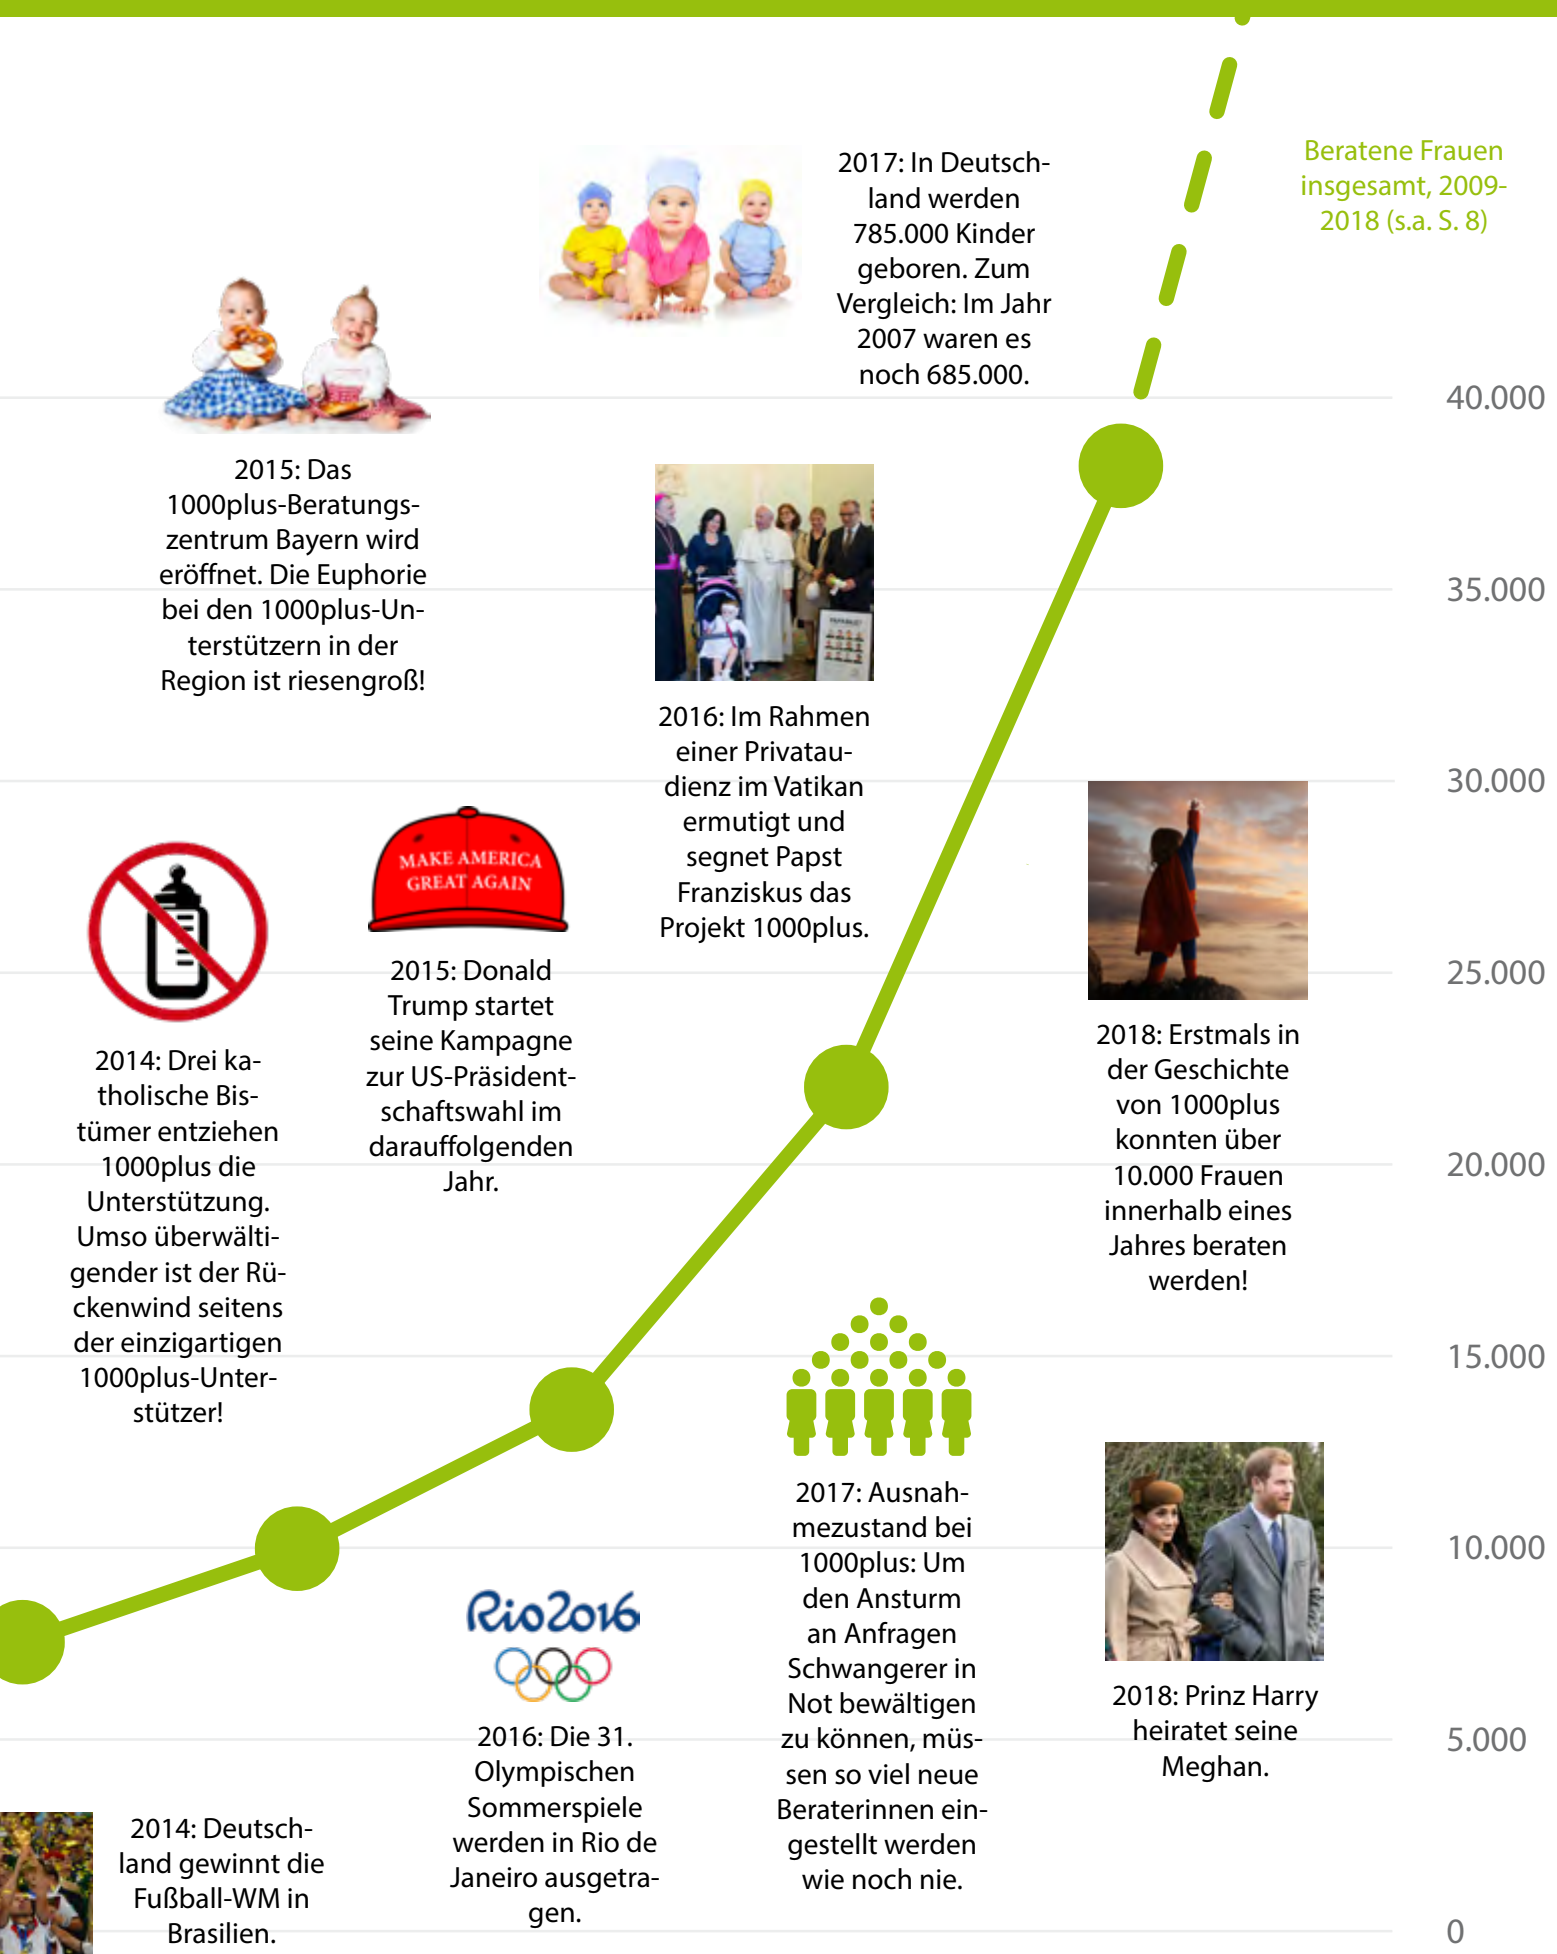 Beratene Frauen
insgesamt, 2009-
2018 (s.a. S. 8)
2017: In Deutsch-
land werden
785.000 Kinder
geboren. Zum
Vergleich: Im Jahr
2007 waren es
noch 685.000.
2015: Das
1000plus-Beratungs-
zentrum Bayern wird
eröffnet. Die Euphorie
bei den 1000plus-Un-
terstützern in der
Region ist riesengroß!
2016: Im Rahmen
einer Privatau-
dienz im Vatikan
ermutigt und
segnet Papst
Franziskus das
Projekt 1000plus.
MAKE AMERICA
GREAT AGAIN
2015: Donald
Trump startet
seine Kampagne
zur US-Präsident-
schaftswahl im
darauffolgenden
Jahr.
2014: Drei ka-
tholische Bis-
tümer entziehen
1000plus die
Unterstützung.
Umso überwälti-
gender ist der Rü-
ckenwind seitens
der einzigartigen
1000plus-Unter-
stützer!
2018: Erstmals in
der Geschichte
von 1000plus
konnten über
10.000 Frauen
innerhalb eines
Jahres beraten
werden!
2017: Ausnah-
mezustand bei
1000plus: Um
den Ansturm
an Anfragen
Schwangerer in
Not bewältigen
zu können, müs-
sen so viel neue
Beraterinnen ein-
gestellt werden
wie noch nie.
Rio2016
2016: Die 31.
Olympischen
Sommerspiele
werden in Rio de
Janeiro ausgetra-
gen.
2018: Prinz Harry
heiratet seine
Meghan.
2014: Deutsch-
land gewinnt die
Fußball-WM in
Brasilien.
40.000
35.000
30.000
25.000
20.000
15.000
10.000
5.000
0